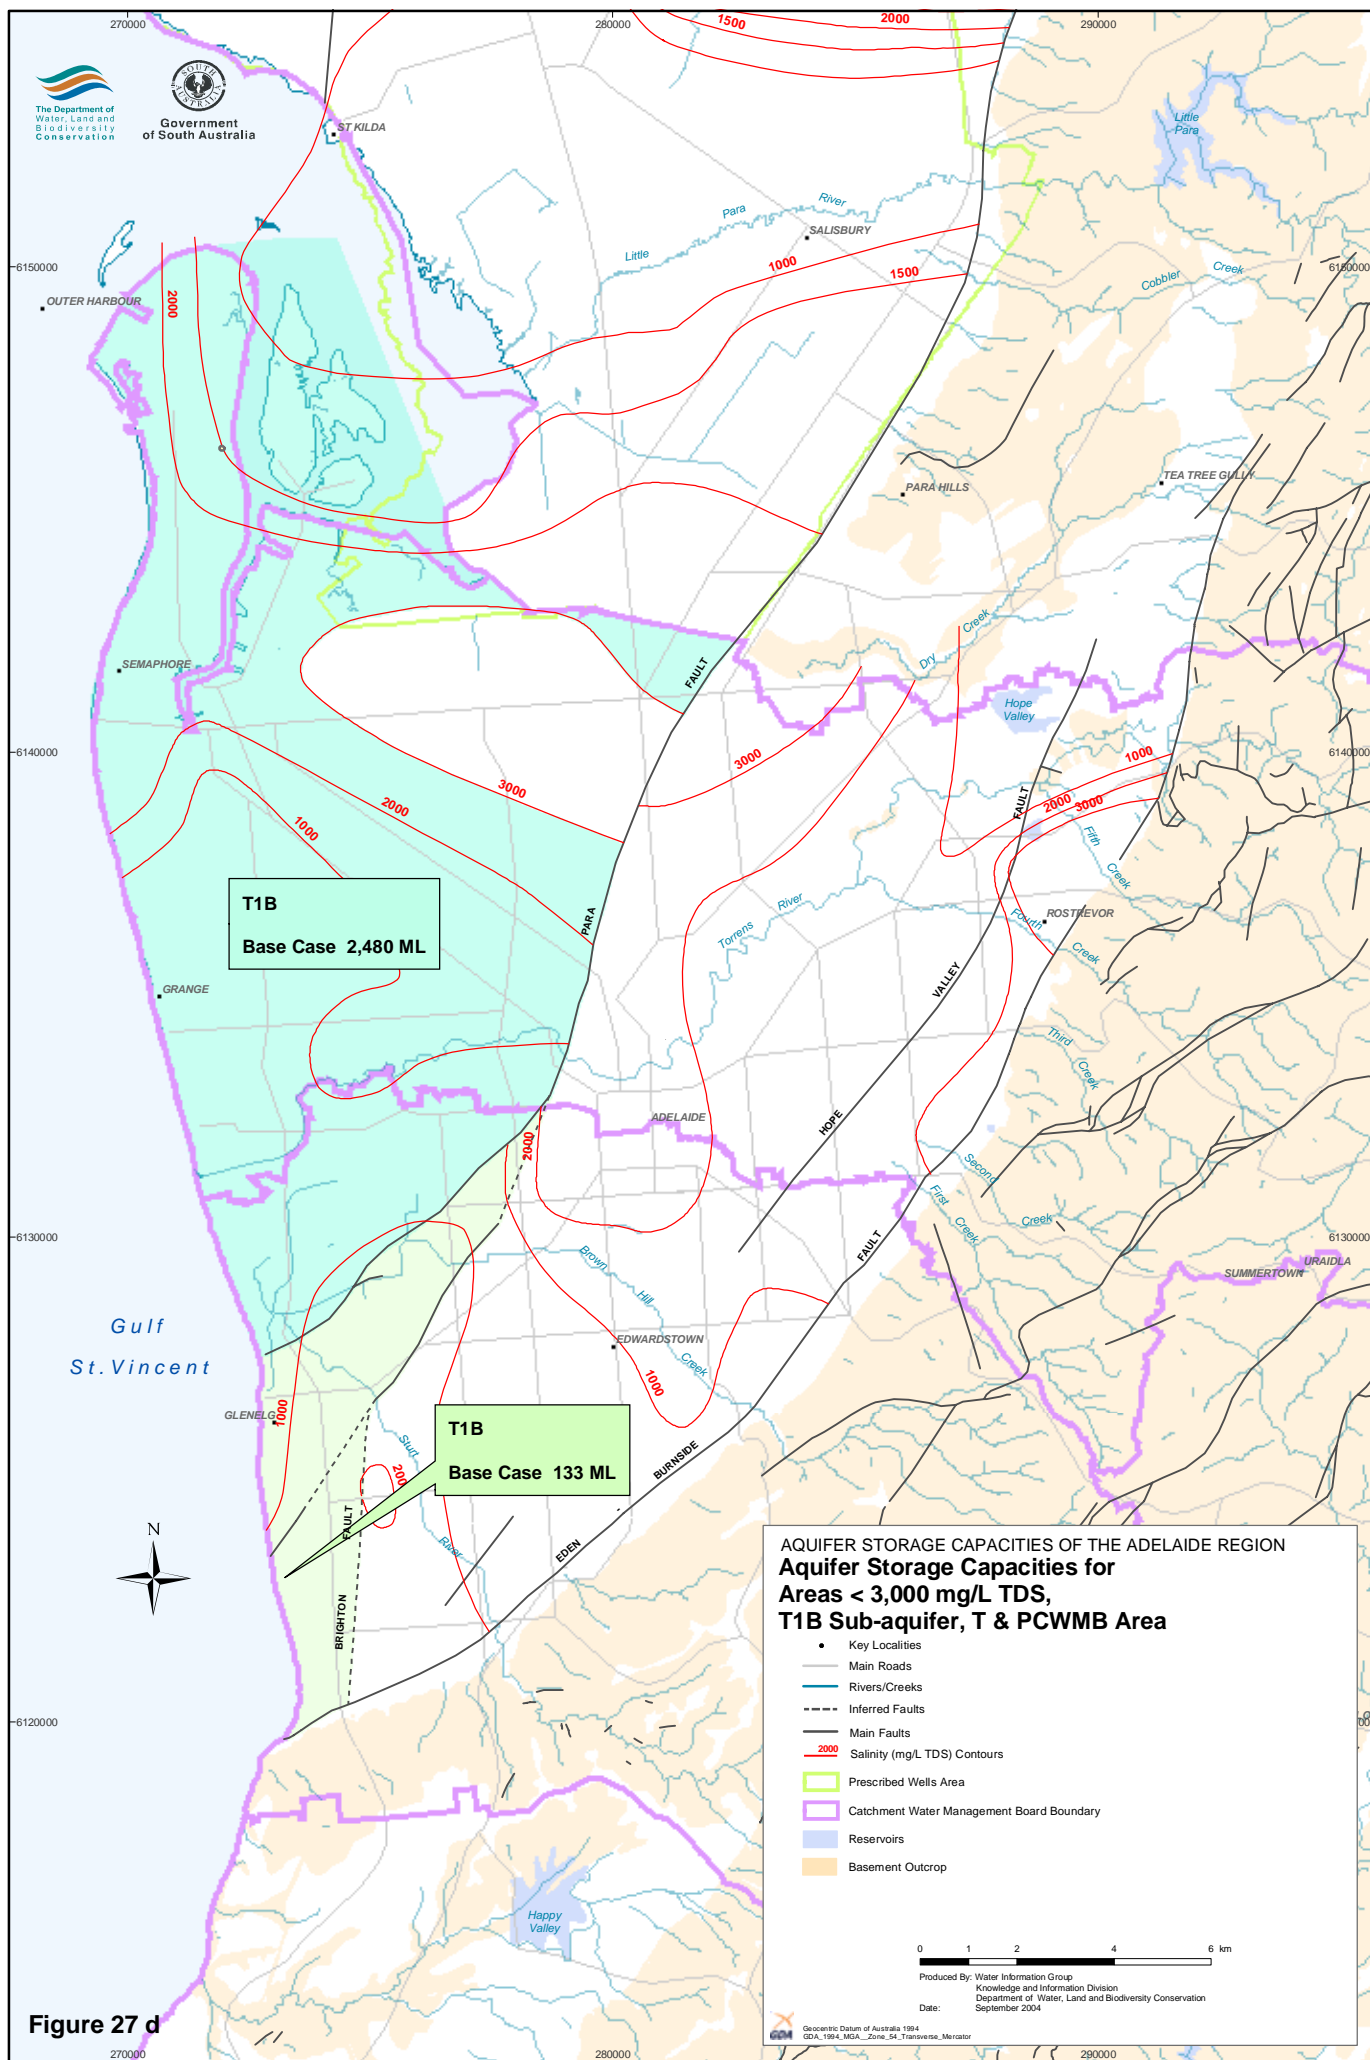 270000
280000
290000
1500
2000
The Department of
Water, Land and
Biodiversity
Conservation
SOUTH
AUSTRALIA
Government
of South Australia
ST KILDA
Little
Para
Little
Para
River
SALISBURY
1000
1500
6150000
6150000
Cobbler
Creek
OUTER HARBOUR
2000
PARA HILLS
TEA TREE GULLY
Dry
Creek
SEMAPHORE
FAULT
Hope
Valley
6140000
6140000
3000
3000
2000
1000
1000
2000
3000
FAULT
Fifth
Creek
T1B
Base Case 2,480 ML
PARA
Torrens
River
Fourth
Creek
ROSTREVOR
GRANGE
VALLEY
Third
Creek
HOPE
ADELAIDE
2000
Second
Creek
First
Creek
6130000
6130000
FAULT
Brown
Hill
Creek
SUMMERTOWN
URAIDLA
Gulf
St.Vincent
EDWARDSTOWN
1000
GLENELG
1000
T1B
Base Case 133 ML
Sturt
River
200
BURNSIDE
FAULT
EDEN
BRIGHTON
N
6120000
AQUIFER STORAGE CAPACITIES OF THE ADELAIDE REGION
Aquifer Storage Capacities for
Areas < 3,000 mg/L TDS,
T1B Sub-aquifer, T & PCWMB Area
Key Localities
Main Roads
Rivers/Creeks
Inferred Faults
Main Faults
2000 Salinity (mg/L TDS) Contours
Prescribed Wells Area
Catchment Water Management Board Boundary
Reservoirs
Basement Outcrop
Happy
Valley
0 1 2 4 6 km
Produced By: Water Information Group
Knowledge and Information Division
Department of Water, Land and Biodiversity Conservation
Date: September 2004
GDA
Geocentric Datum of Australia 1994
GDA_1994_MGA__Zone_54_Transverse_Mercator
Figure 27 d
270000
280000
290000